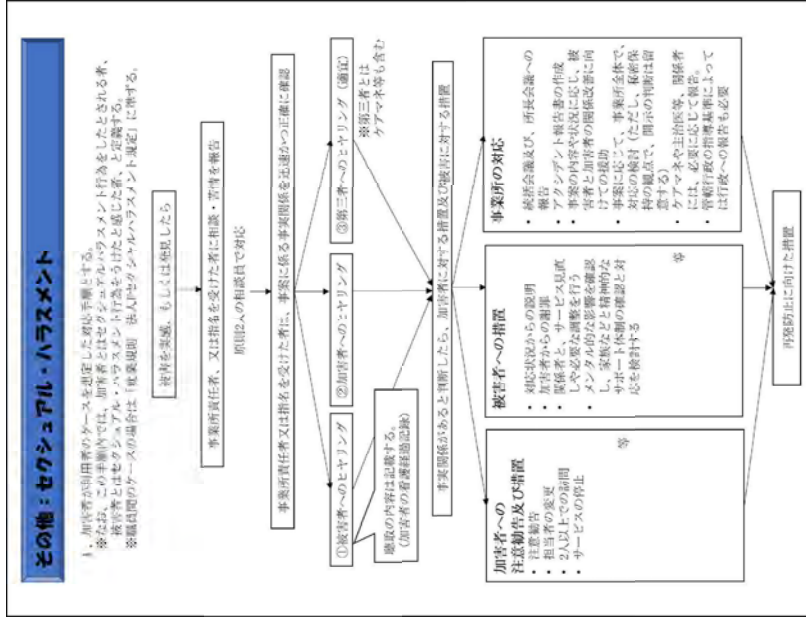 その他：セクシュアル・ハラスメント
加害者が利用者のケースを想定した対応手順とする。
※なお、この手順内では、加害者とはセクシュアルハラスメント行為をしたとされる者、
被害者とはセクシュアル・ハラスメント行為をうけたと感じた者、と定義する。
※職員間のケースの場合は「就業規則　法人内セクシャルハラスメント規定」に準ずる。
被害を実感、もしくは発見したら
事業所責任者、又は指名を受けた者に相談・苦情を報告
原則2人の相談員で対応
事業所責任者又は指名を受けた者に、事案に係る事実関係を迅速かつ正確に確認
①被害者へのヒヤリング
②加害者へのヒヤリング
③第三者へのヒヤリング（適宜）
※第三者とは
ケアマネ等も含む
聴取の内容は記載する。
（加害者の看護経過記録）
事実関係があると判断したら、加害者に対する措置及び被害に対する措置
加害者への
注意勧告及び措置
・注意勧告
・担当者の変更
・2人以上での訪問
・サービスの停止
等
被害者への措置
・対応状況からの説明
・加害者からの謝罪
・関係者と、サービス見直
しや必要な調整を行う
・メンタル的な影響を確認
し、家族などと精神的な
サポート体制の確認と対
応を検討する
等
事業所の対応
・統括会議及び、所長会議への
報告
・アクシデント報告書の作成
・事案の内容や状況に応じ、被
害者と加害者の関係改善に向
けての援助
・事案に応じて、事業所全体で、
対応の検討（ただし、秘密保
持の観点で、開示の判断は留
意する）
・ケアマネや主治医等、関係者
には、必要に応じて報告。
・管轄行政の指導基準によって
は行政への報告も必要
再発防止に向けた措置